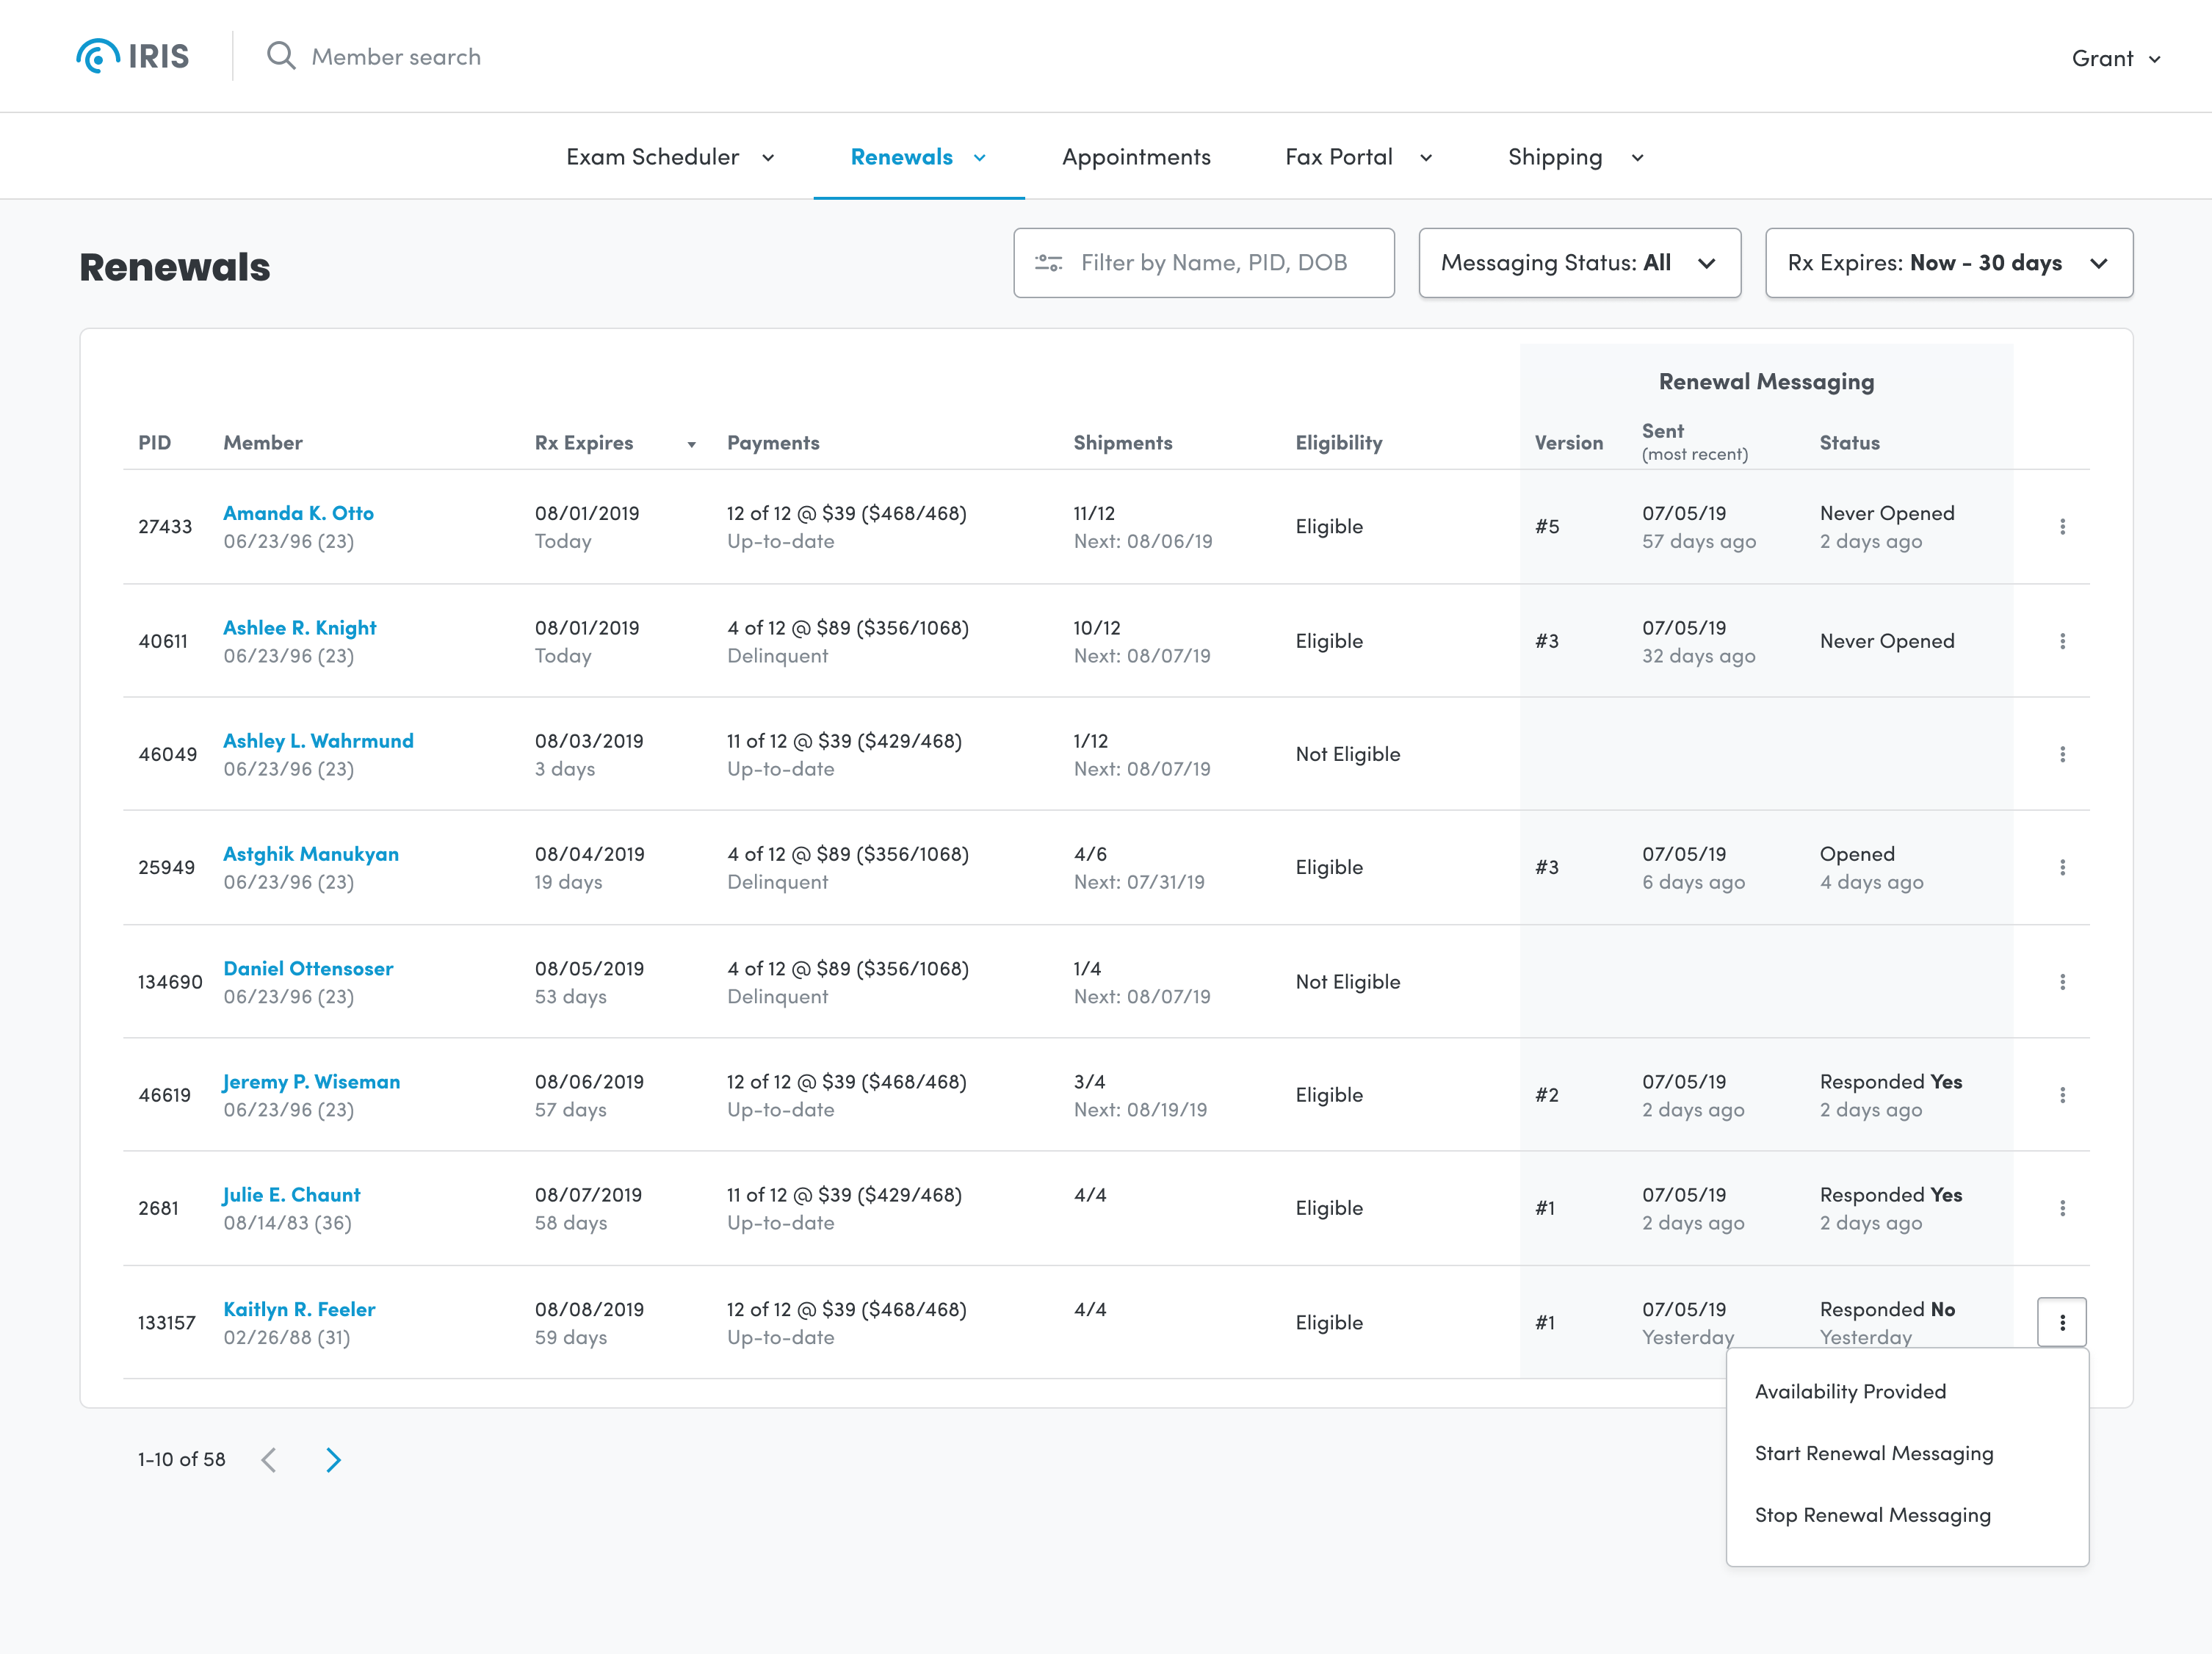 IRIS
Member search
Grant
Exam Scheduler
Renewals
Appointments
Fax Portal
Shipping
Renewals
Filter by Name, PID, DOB
Messaging Status: All
Rx Expires: Now - 30 days
Renewal Messaging
PID
Member
Rx Expires
Payments
Shipments
Eligibility
Version
Sent
(most recent)
Status
27433
Amanda K. Otto
06/23/96 (23)
08/01/2019
Today
12 of 12 @ $39 ($468/468)
Up-to-date
11/12
Next: 08/06/19
Eligible
#5
07/05/19
57 days ago
Never Opened
2 days ago
40611
Ashlee R. Knight
06/23/96 (23)
08/01/2019
Today
4 of 12 @ $89 ($356/1068)
Delinquent
10/12
Next: 08/07/19
Eligible
#3
07/05/19
32 days ago
Never Opened
46049
Ashley L. Wahrmund
06/23/96 (23)
08/03/2019
3 days
11 of 12 @ $39 ($429/468)
Up-to-date
1/12
Next: 08/07/19
Not Eligible
25949
Astghik Manukyan
06/23/96 (23)
08/04/2019
19 days
4 of 12 @ $89 ($356/1068)
Delinquent
4/6
Next: 07/31/19
Eligible
#3
07/05/19
6 days ago
Opened
4 days ago
134690
Daniel Ottensoser
06/23/96 (23)
08/05/2019
53 days
4 of 12 @ $89 ($356/1068)
Delinquent
1/4
Next: 08/07/19
Not Eligible
46619
Jeremy P. Wiseman
06/23/96 (23)
08/06/2019
57 days
12 of 12 @ $39 ($468/468)
Up-to-date
3/4
Next: 08/19/19
Eligible
#2
07/05/19
2 days ago
Responded Yes
2 days ago
2681
Julie E. Chaunt
08/14/83 (36)
08/07/2019
58 days
11 of 12 @ $39 ($429/468)
Up-to-date
4/4
Eligible
#1
07/05/19
2 days ago
Responded Yes
2 days ago
133157
Kaitlyn R. Feeler
02/26/88 (31)
08/08/2019
59 days
12 of 12 @ $39 ($468/468)
Up-to-date
4/4
Eligible
#1
07/05/19
Yesterday
Responded No
Yesterday
Availability Provided
Start Renewal Messaging
Stop Renewal Messaging
1-10 of 58